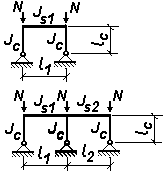 N J_s1 N
J_c J_c l_c
l_1
N N N
J_s1 J_s2
J_c J_c J_c l_c
l_1 l_2